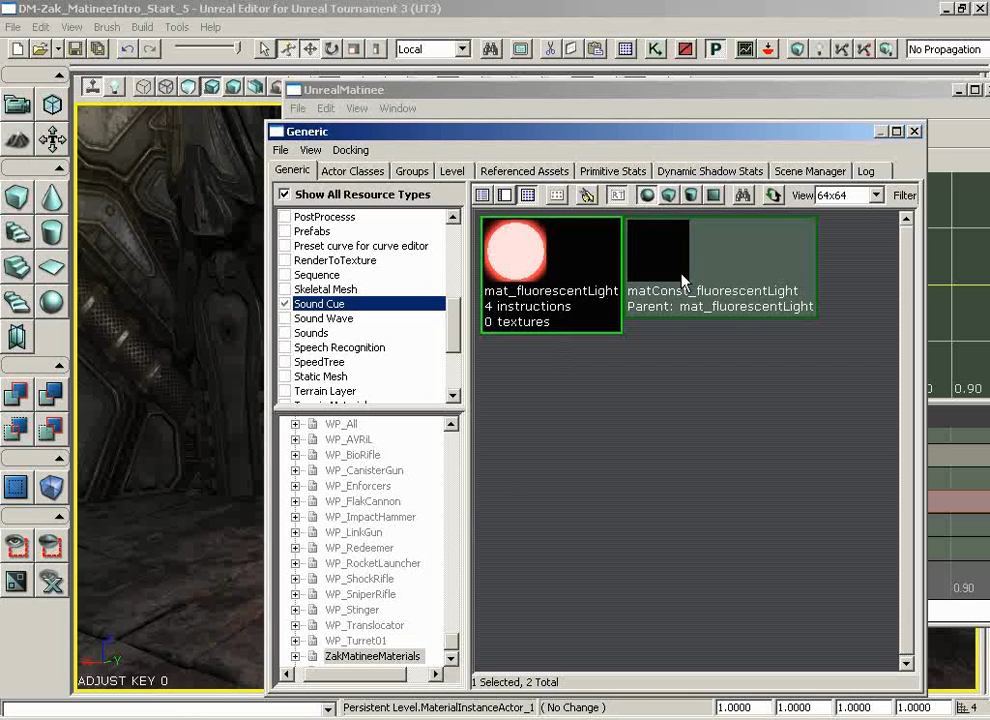 DM-Zak_MatineeIntro_Start_5 - Unreal Editor for Unreal Tournament 3 (UT3)
File Edit View Brush Build Tools Help
Local
P
No Propagation
UnrealMatinee
File Edit View Window
Generic
File View Docking
Generic Actor Classes Groups Level Referenced Assets Primitive Stats Dynamic Shadow Stats Scene Manager Log
Show All Resource Types
View 64x64 Filter
PostProcesss
Prefabs
Preset curve for curve editor
RenderToTexture
Sequence
Skeletal Mesh
Sound Cue
Sound Wave
Sounds
Speech Recognition
SpeedTree
Static Mesh
Terrain Layer
mat_fluorescentLight
4 instructions
0 textures
matConst_fluorescentLight
Parent: mat_fluorescentLight
WP_All
WP_AVRiL
WP_BioRifle
WP_CanisterGun
WP_Enforcers
WP_FlakCannon
WP_ImpactHammer
WP_LinkGun
WP_Redeemer
WP_RocketLauncher
WP_ShockRifle
WP_SniperRifle
WP_Stinger
WP_Translocator
WP_Turret01
ZakMatineeMaterials
0.90
0.90
1 Selected, 2 Total
X Y
ADJUST KEY 0
Persistent Level.MaterialInstanceActor_1 (No Change) 1.0000 1.0000 1.0000 1.0000 4